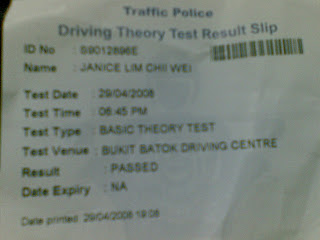 Traffic Police
Driving Theory Test Result Slip
ID No : S9012896E
Name : JANICE LIM CHII WEI
Test Date : 29/04/2008
Test Time : 06:45 PM
Test Type : BASIC THEORY TEST
Test Venue : BUKIT BATOK DRIVING CENTRE
Result : PASSED
Date Expiry : NA
Date printed 29/04/2008 19:08